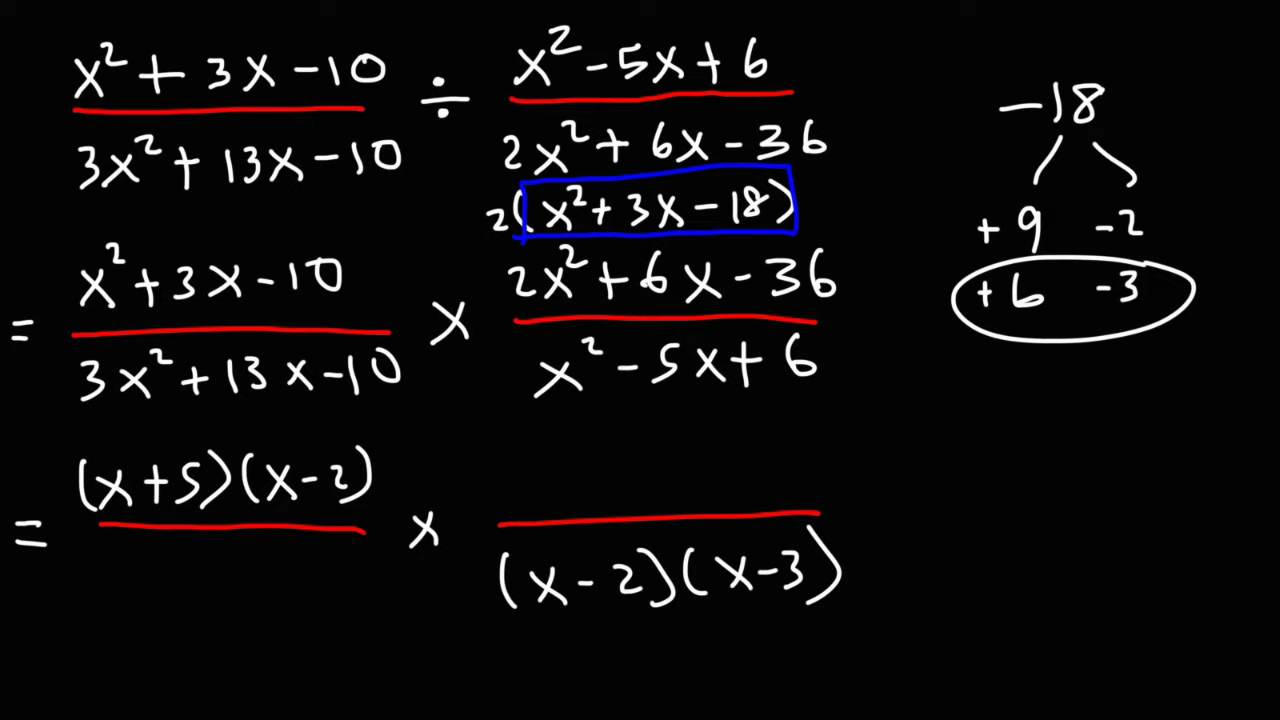 x² + 3x - 10 ÷ x² - 5x + 6
3x² + 13x - 10 2x² + 6x - 36
2(x² + 3x - 18)
= x² + 3x - 10 × 2x² + 6x - 36
3x² + 13x - 10 x² - 5x + 6
= (x + 5)(x - 2) ×
(x - 2)(x - 3)
-18
+9 -2
+6 -3